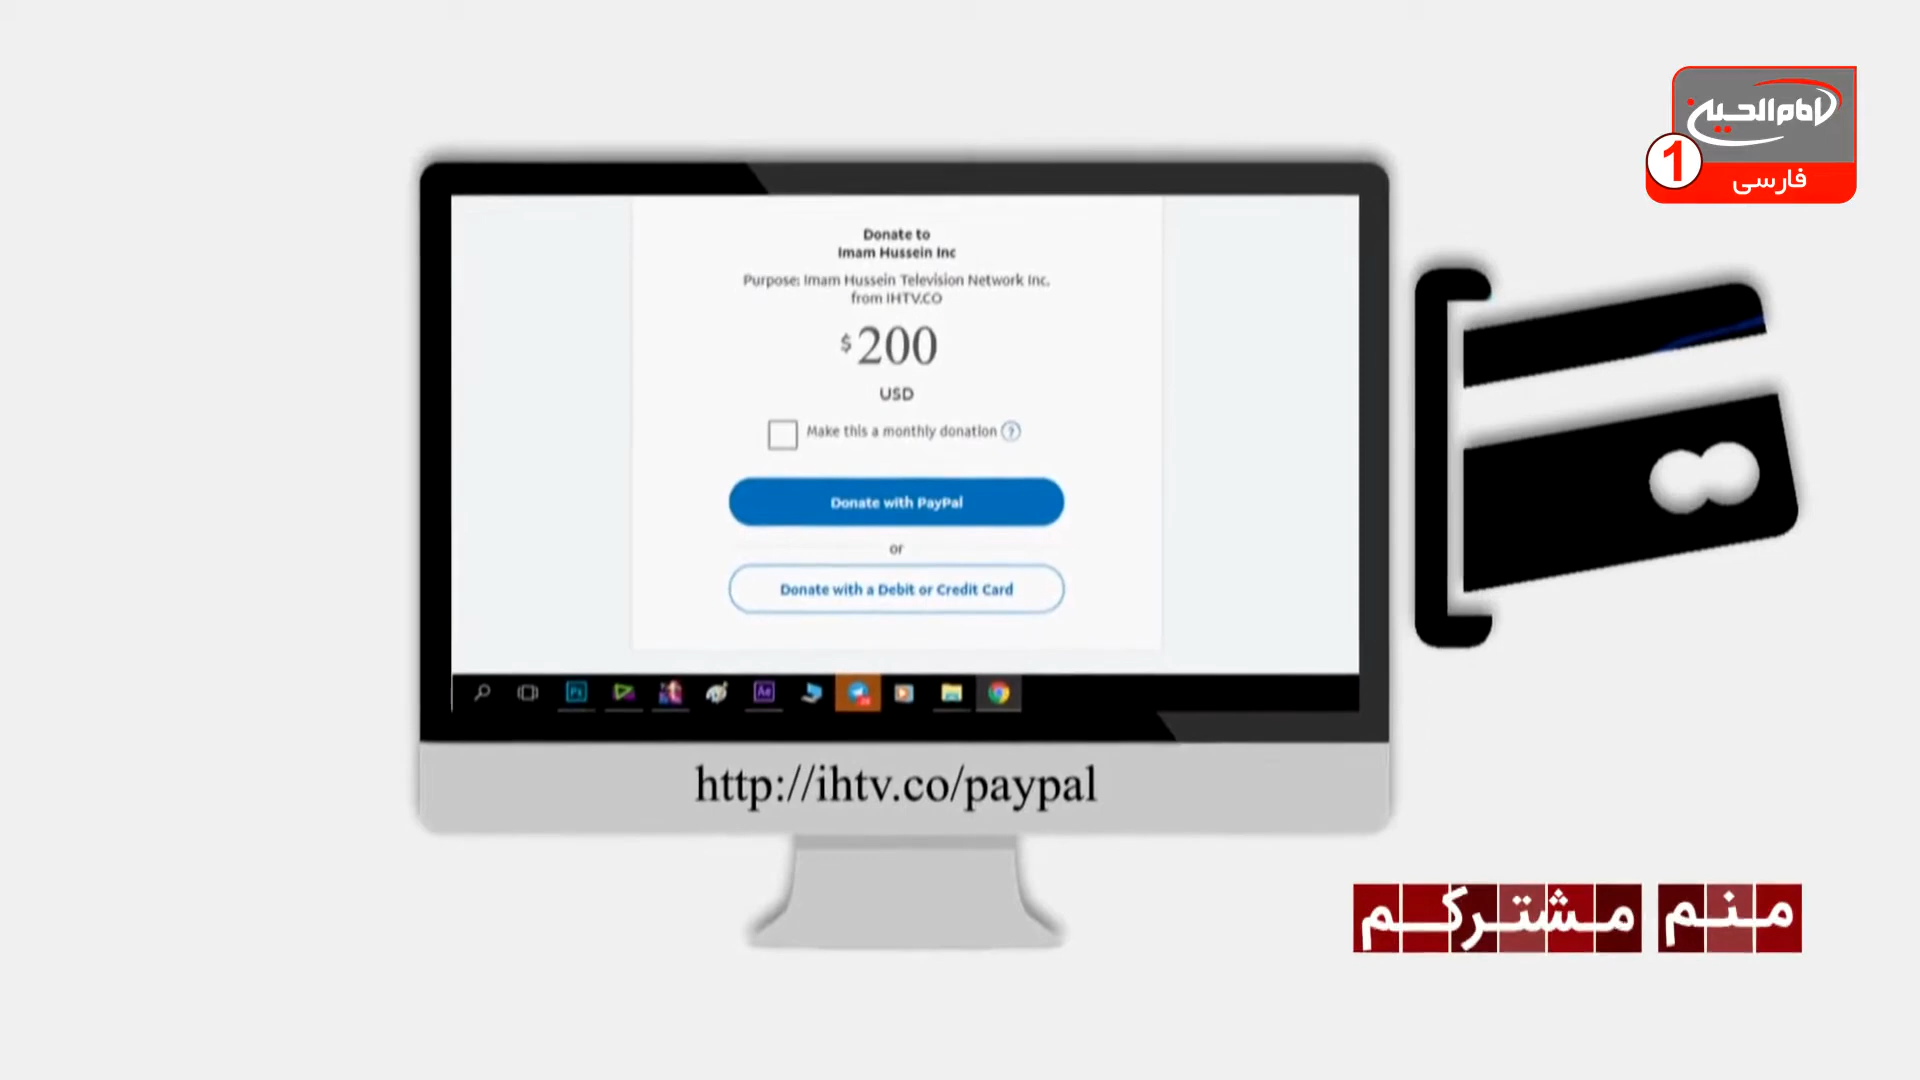 امام الحسین
1
فارسی
Donate to
Imam Hussein Inc
Purpose: Imam Hussein Television Network Inc.
from IHTV.CO
$200
USD
Make this a monthly donation ?
Donate with PayPal
or
Donate with a Debit or Credit Card
Ps
Ae
http://ihtv.co/paypal
منم مشترکم